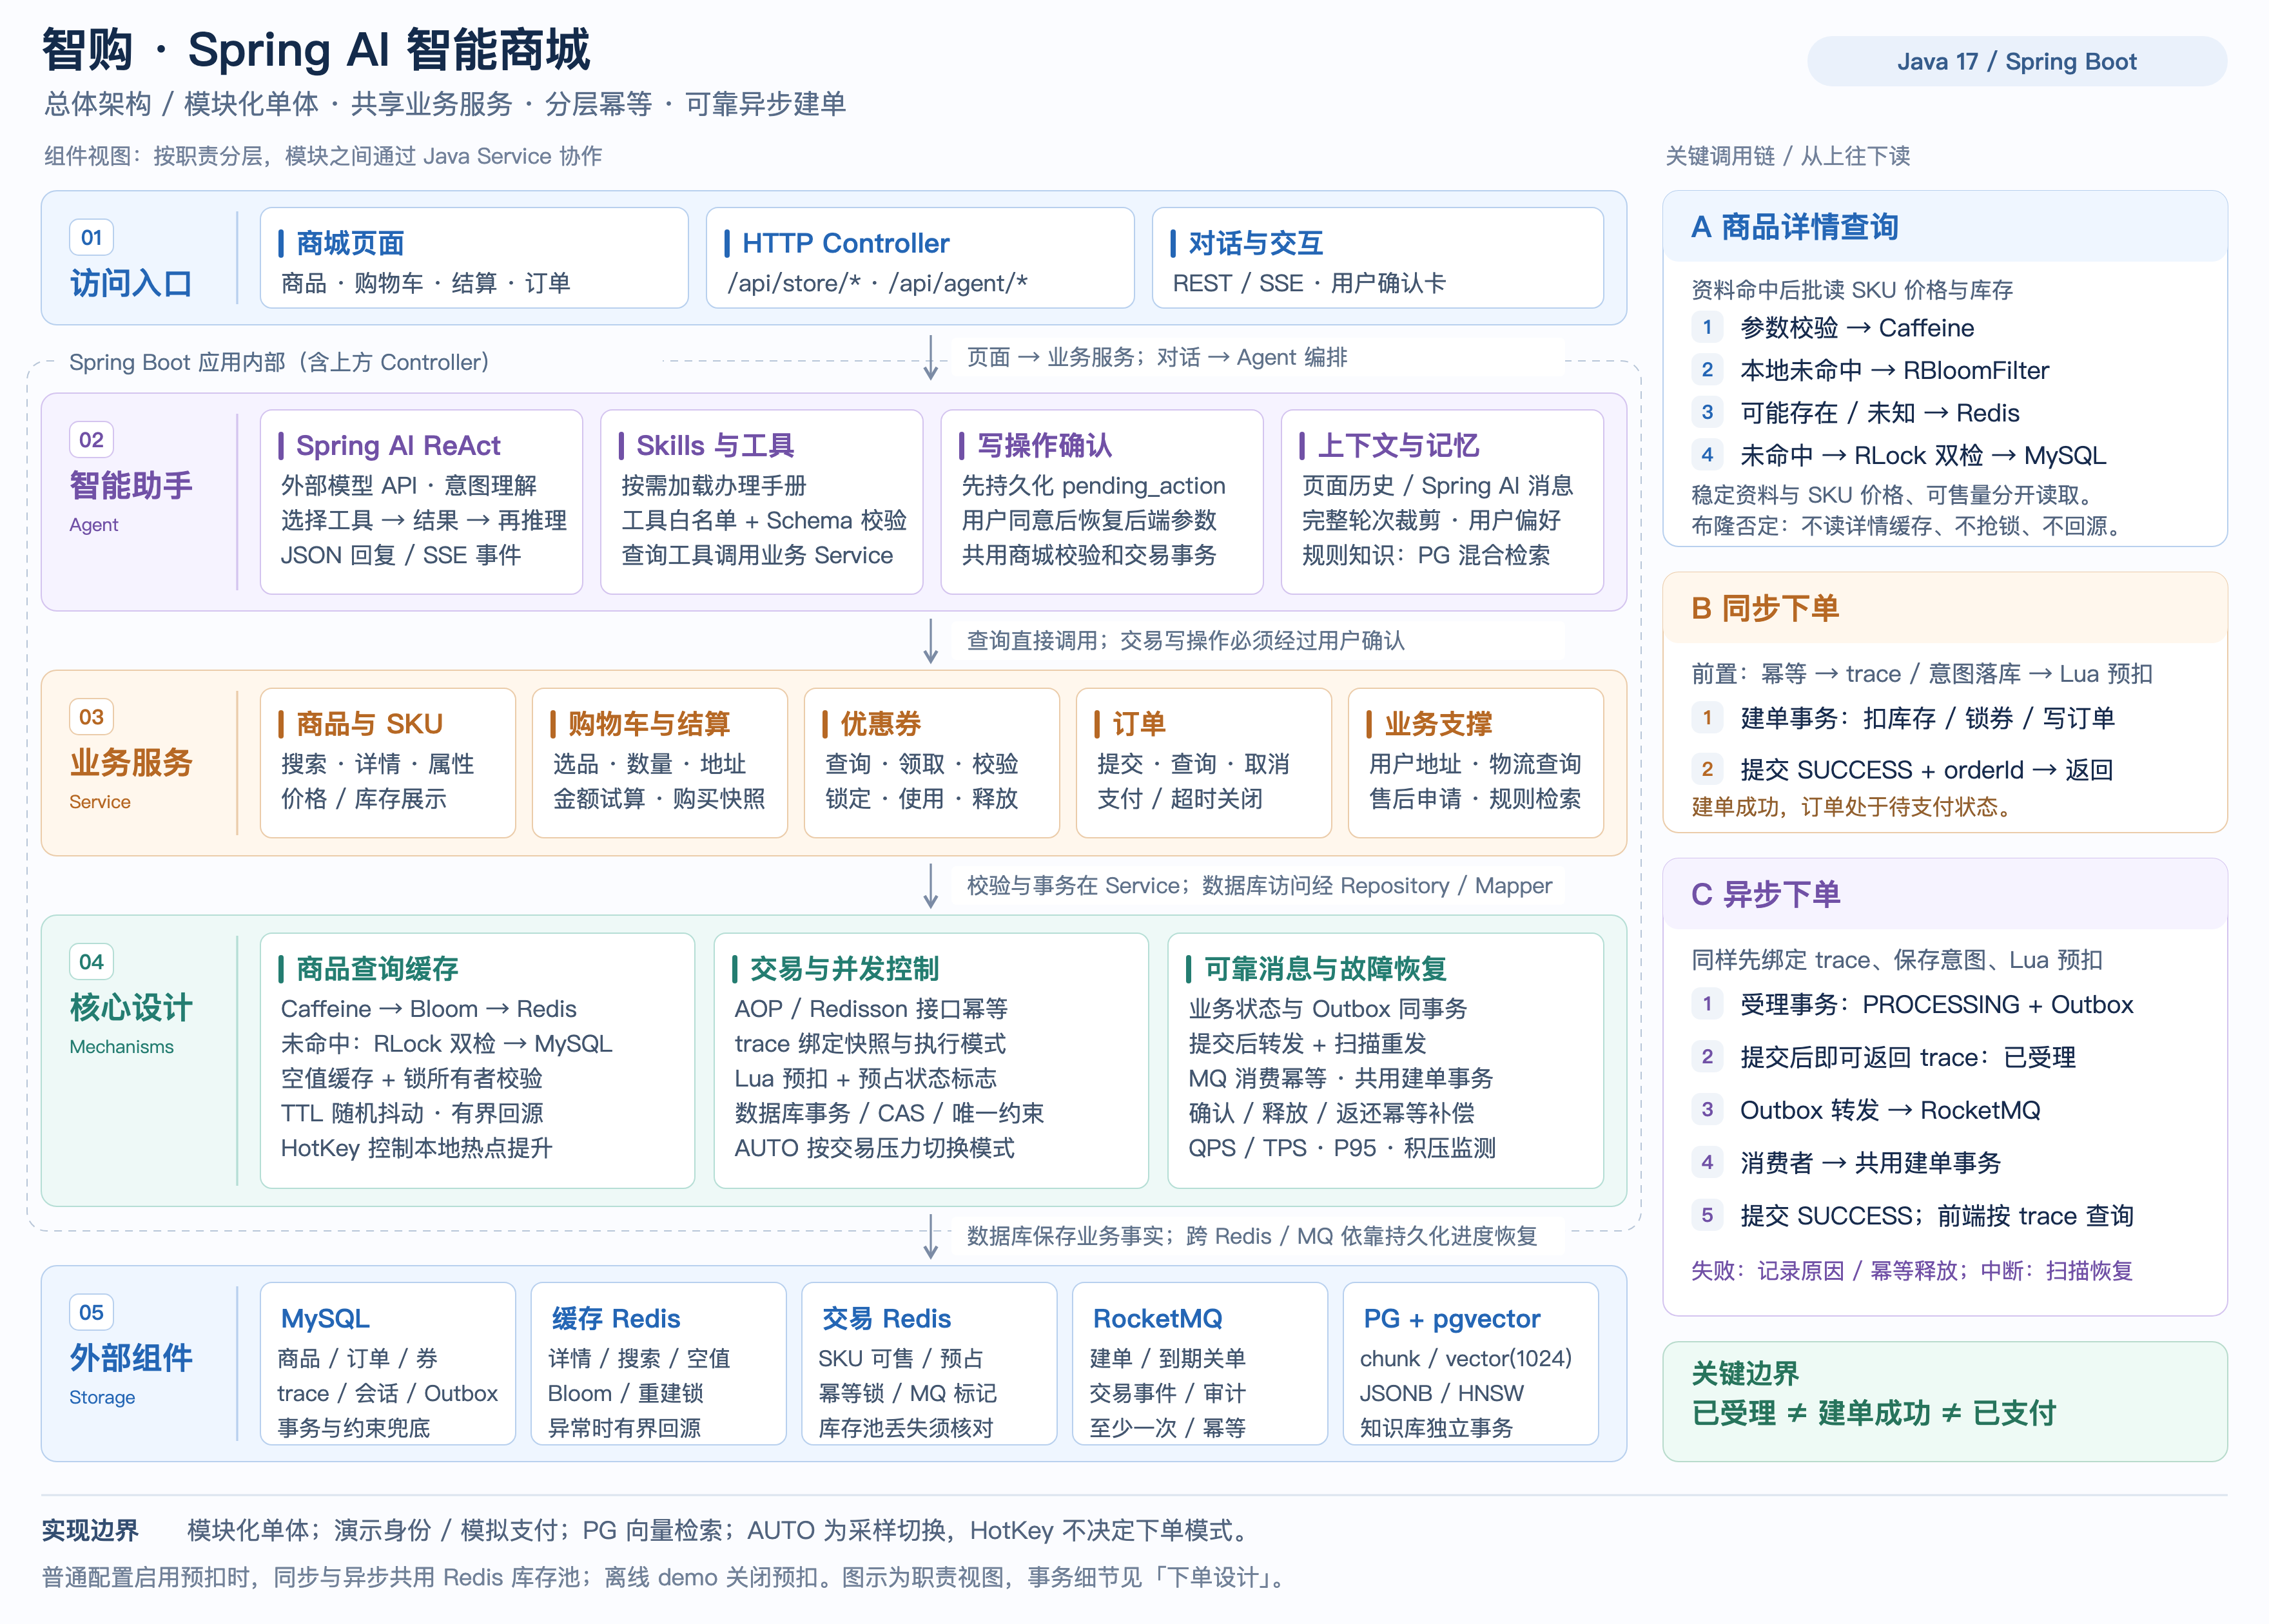 智购 · Spring AI 智能商城
Java 17 / Spring Boot
总体架构 / 模块化单体 · 共享业务服务 · 分层幂等 · 可靠异步建单
组件视图：按职责分层，模块之间通过 Java Service 协作
01
访问入口
商城页面
商品 · 购物车 · 结算 · 订单
HTTP Controller
/api/store/* · /api/agent/*
对话与交互
REST / SSE · 用户确认卡
Spring Boot 应用内部（含上方 Controller）
页面 → 业务服务；对话 → Agent 编排
02
智能助手
Agent
Spring AI ReAct
外部模型 API · 意图理解
选择工具 → 结果 → 再推理
JSON 回复 / SSE 事件
Skills 与工具
按需加载办理手册
工具白名单 + Schema 校验
查询工具调用业务 Service
写操作确认
先持久化 pending_action
用户同意后恢复后端参数
共用商城校验和交易事务
上下文与记忆
页面历史 / Spring AI 消息
完整轮次裁剪 · 用户偏好
规则知识：PG 混合检索
查询直接调用；交易写操作必须经过用户确认
03
业务服务
Service
商品与 SKU
搜索 · 详情 · 属性
价格 / 库存展示
购物车与结算
选品 · 数量 · 地址
金额试算 · 购买快照
优惠券
查询 · 领取 · 校验
锁定 · 使用 · 释放
订单
提交 · 查询 · 取消
支付 / 超时关闭
业务支撑
用户地址 · 物流查询
售后申请 · 规则检索
校验与事务在 Service；数据库访问经 Repository / Mapper
04
核心设计
Mechanisms
商品查询缓存
Caffeine → Bloom → Redis
未命中：RLock 双检 → MySQL
空值缓存 + 锁所有者校验
TTL 随机抖动 · 有界回源
HotKey 控制本地热点提升
交易与并发控制
AOP / Redisson 接口幂等
trace 绑定快照与执行模式
Lua 预扣 + 预占状态标志
数据库事务 / CAS / 唯一约束
AUTO 按交易压力切换模式
可靠消息与故障恢复
业务状态与 Outbox 同事务
提交后转发 + 扫描重发
MQ 消费幂等 · 共用建单事务
确认 / 释放 / 返还幂等补偿
QPS / TPS · P95 · 积压监测
数据库保存业务事实；跨 Redis / MQ 依靠持久化进度恢复
05
外部组件
Storage
MySQL
商品 / 订单 / 券
trace / 会话 / Outbox
事务与约束兜底
缓存 Redis
详情 / 搜索 / 空值
Bloom / 重建锁
异常时有界回源
交易 Redis
SKU 可售 / 预占
幂等锁 / MQ 标记
库存池丢失须核对
RocketMQ
建单 / 到期关单
交易事件 / 审计
至少一次 / 幂等
PG + pgvector
chunk / vector(1024)
JSONB / HNSW
知识库独立事务
关键调用链 / 从上往下读
A 商品详情查询
资料命中后批读 SKU 价格与库存
1 参数校验 → Caffeine
2 本地未命中 → RBloomFilter
3 可能存在 / 未知 → Redis
4 未命中 → RLock 双检 → MySQL
稳定资料与 SKU 价格、可售量分开读取。
布隆否定：不读详情缓存、不抢锁、不回源。
B 同步下单
前置：幂等 → trace / 意图落库 → Lua 预扣
1 建单事务：扣库存 / 锁券 / 写订单
2 提交 SUCCESS + orderId → 返回
建单成功，订单处于待支付状态。
C 异步下单
同样先绑定 trace、保存意图、Lua 预扣
1 受理事务：PROCESSING + Outbox
2 提交后即可返回 trace：已受理
3 Outbox 转发 → RocketMQ
4 消费者 → 共用建单事务
5 提交 SUCCESS；前端按 trace 查询
失败：记录原因 / 幂等释放；中断：扫描恢复
关键边界
已受理 ≠ 建单成功 ≠ 已支付
实现边界 模块化单体；演示身份 / 模拟支付；PG 向量检索；AUTO 为采样切换，HotKey 不决定下单模式。
普通配置启用预扣时，同步与异步共用 Redis 库存池；离线 demo 关闭预扣。图示为职责视图，事务细节见「下单设计」。